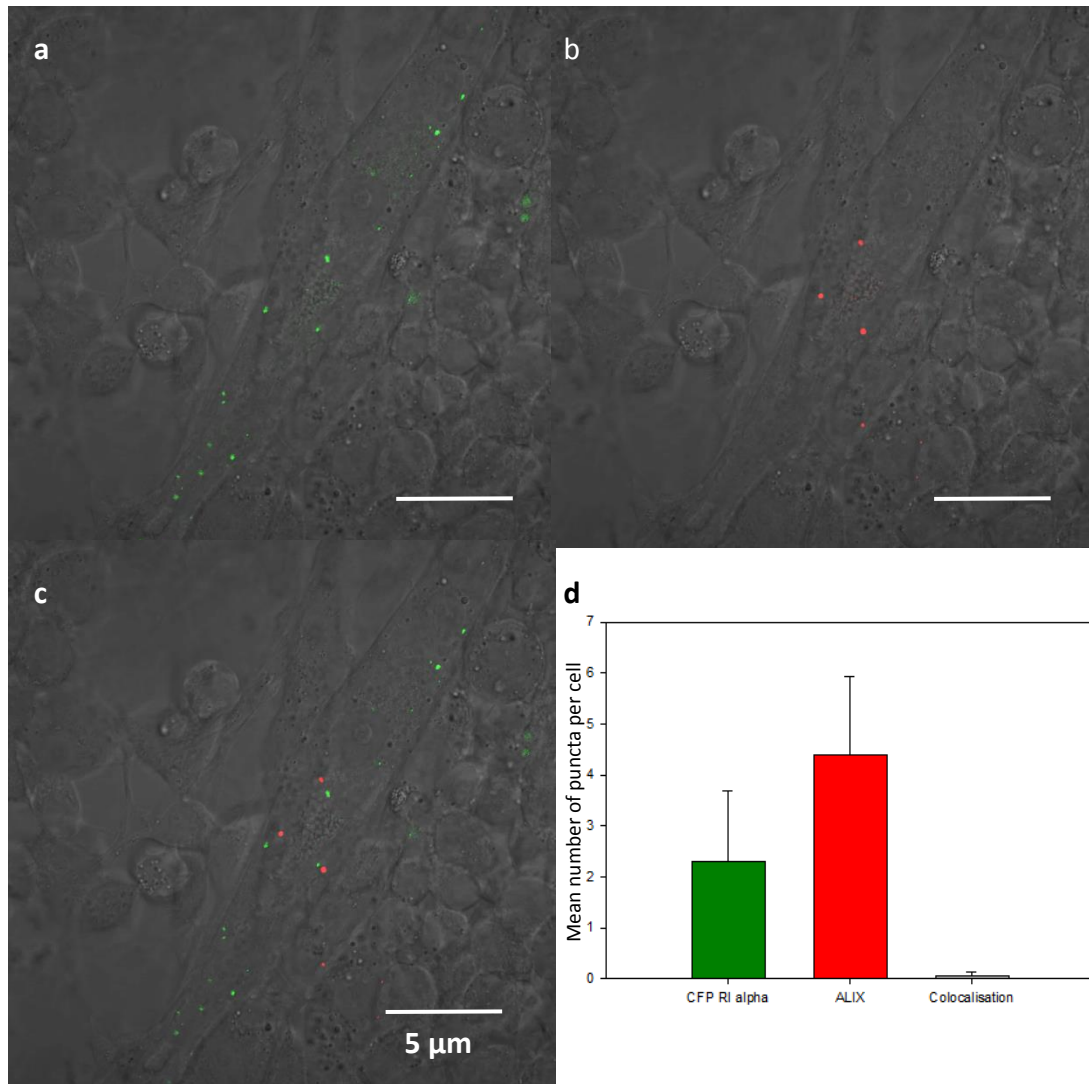 a
b
c
5 μm
d
Mean number of puncta per cell
7
6
5
4
3
2
1
0
CFP RI alpha
ALIX
Colocalisation